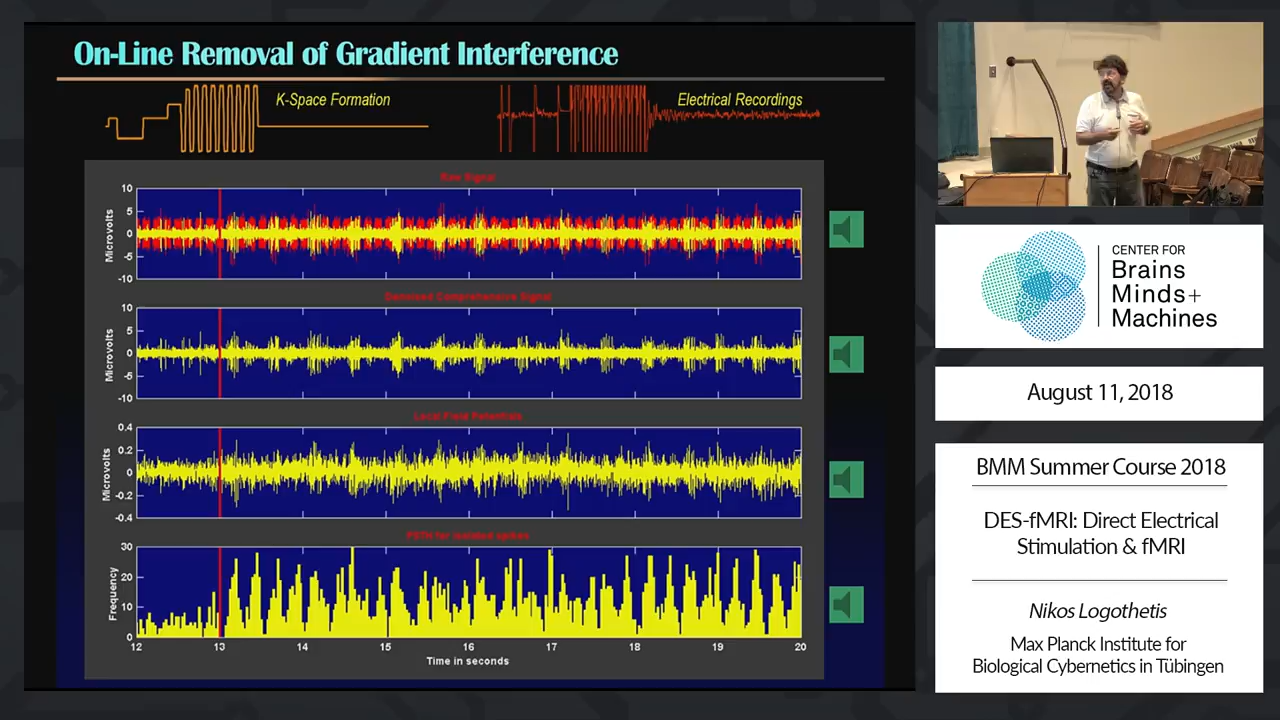 On-Line Removal of Gradient Interference
K-Space Formation
Electrical Recordings
Raw Signal
10
5
0
-5
-10
Microvolts
Denoised Comprehensive Signal
10
5
0
-5
-10
Microvolts
Local Field Potentials
0.4
0.2
0
-0.2
-0.4
Microvolts
PSTH for isolated spikes
30
20
10
0
Frequency
12 13 14 15 16 17 18 19 20
Time in seconds
CENTER FOR
Brains
Minds+
Machines
August 11, 2018
BMM Summer Course 2018
DES-fMRI: Direct Electrical
Stimulation & fMRI
Nikos Logothetis
Max Planck Institute for
Biological Cybernetics in Tübingen